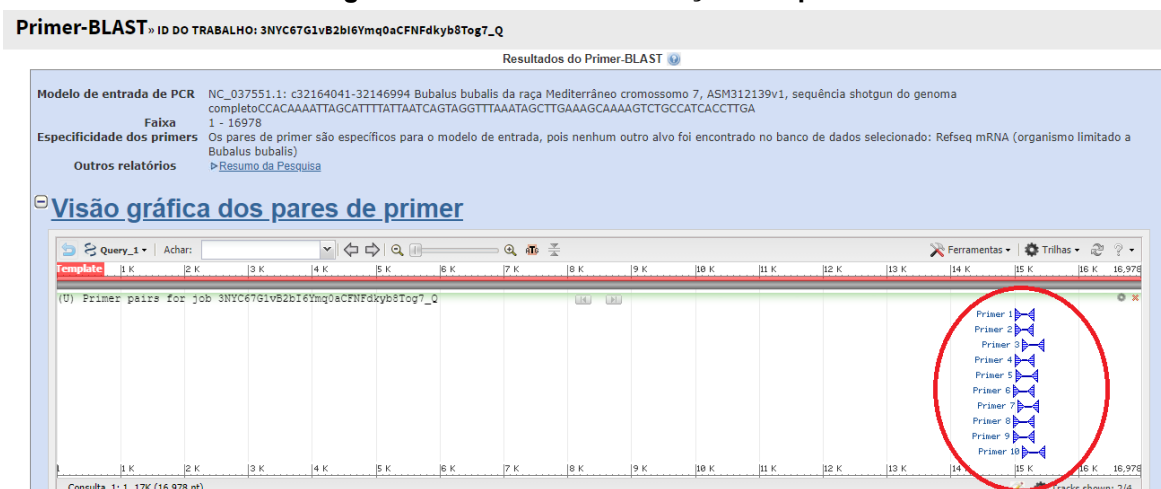 Primer-BLAST » ID DO TRABALHO: 3NYC67G1vB2bI6Ymq0aCFNFdkyb8Tog7_Q
Resultados do Primer-BLAST
Modelo de entrada de PCR NC_037551.1: c32164041-32146994 Bubalus bubalis da raça Mediterrâneo cromossomo 7, ASM312139v1, sequência shotgun do genoma
completoCCACAAAATTAGCATTTTATTAATCAGTAGGTTTAAATAGCTTGAAAGCAAAAGTCTGCCATCACCTTGA
Faixa 1 - 16978
Especificidade dos primers Os pares de primer são específicos para o modelo de entrada, pois nenhum outro alvo foi encontrado no banco de dados selecionado: Refseq mRNA (organismo limitado a
Bubalus bubalis)
Outros relatórios Resumo da Pesquisa
Visão gráfica dos pares de primer
Query_1 Achar: Ferramentas Trilhas ?
Template 1 K 2 K 3 K 4 K 5 K 6 K 7 K 8 K 9 K 10 K 11 K 12 K 13 K 14 K 15 K 16 K 16,978
(U) Primer pairs for job 3NYC67G1vB2bI6Ymq0aCFNFdkyb8Tog7_Q
Primer 1
Primer 2
Primer 3
Primer 4
Primer 5
Primer 6
Primer 7
Primer 8
Primer 9
Primer 10
1 1 K 2 K 3 K 4 K 5 K 6 K 7 K 8 K 9 K 10 K 11 K 12 K 13 K 14 K 15 K 16 K 16,978
Consulta_1: 1..17K (16.978 nt) Tracks shown: 2/4